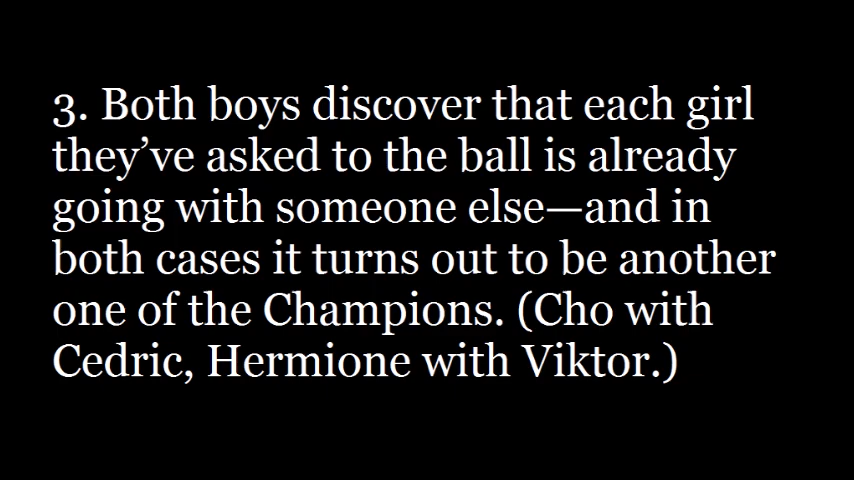 3. Both boys discover that each girl
they’ve asked to the ball is already
going with someone else—and in
both cases it turns out to be another
one of the Champions. (Cho with
Cedric, Hermione with Viktor.)